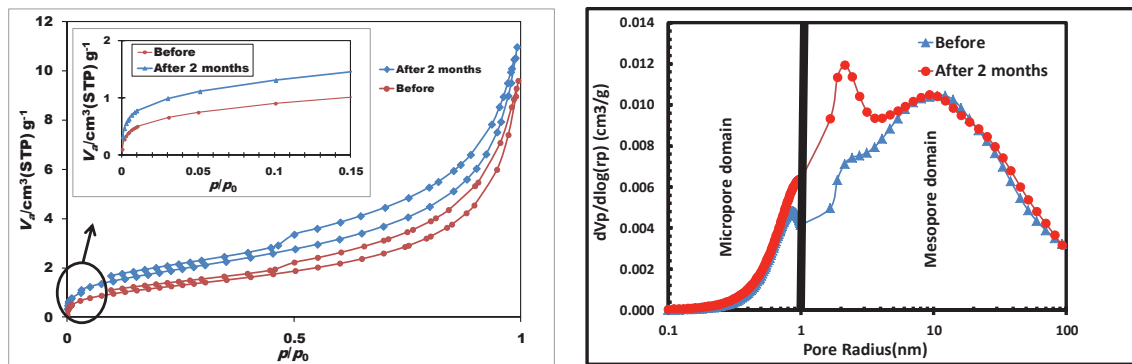 12
10
8
6
4
2
0
V_a/cm³(STP) g⁻¹
0
0.5
1
p/p₀
2
1
0
V_a/cm³(STP) g⁻¹
Before
After 2 months
0
0.05
0.1
0.15
p/p₀
After 2 months
Before
0.014
0.012
0.010
0.008
0.006
0.004
0.002
0.000
dVp/dlog(rp) (cm3/g)
Before
After 2 months
Micropore domain
Mesopore domain
0.1
1
10
100
Pore Radius(nm)